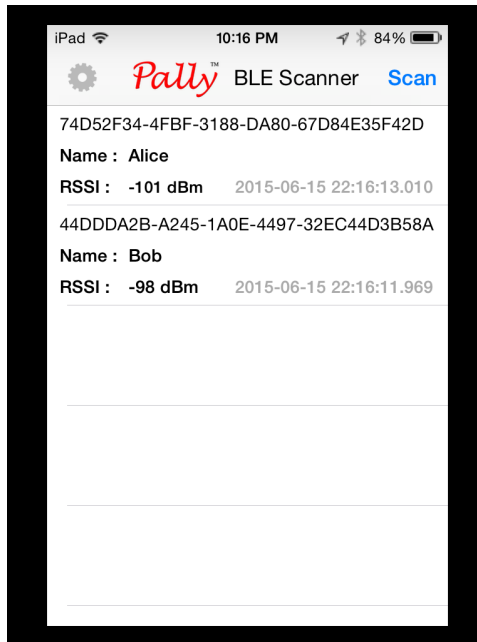 iPad 10:16 PM 84%
Pally™ BLE Scanner Scan
74D52F34-4FBF-3188-DA80-67D84E35F42D
Name : Alice
RSSI : -101 dBm 2015-06-15 22:16:13.010
44DDDA2B-A245-1A0E-4497-32EC44D3B58A
Name : Bob
RSSI : -98 dBm 2015-06-15 22:16:11.969